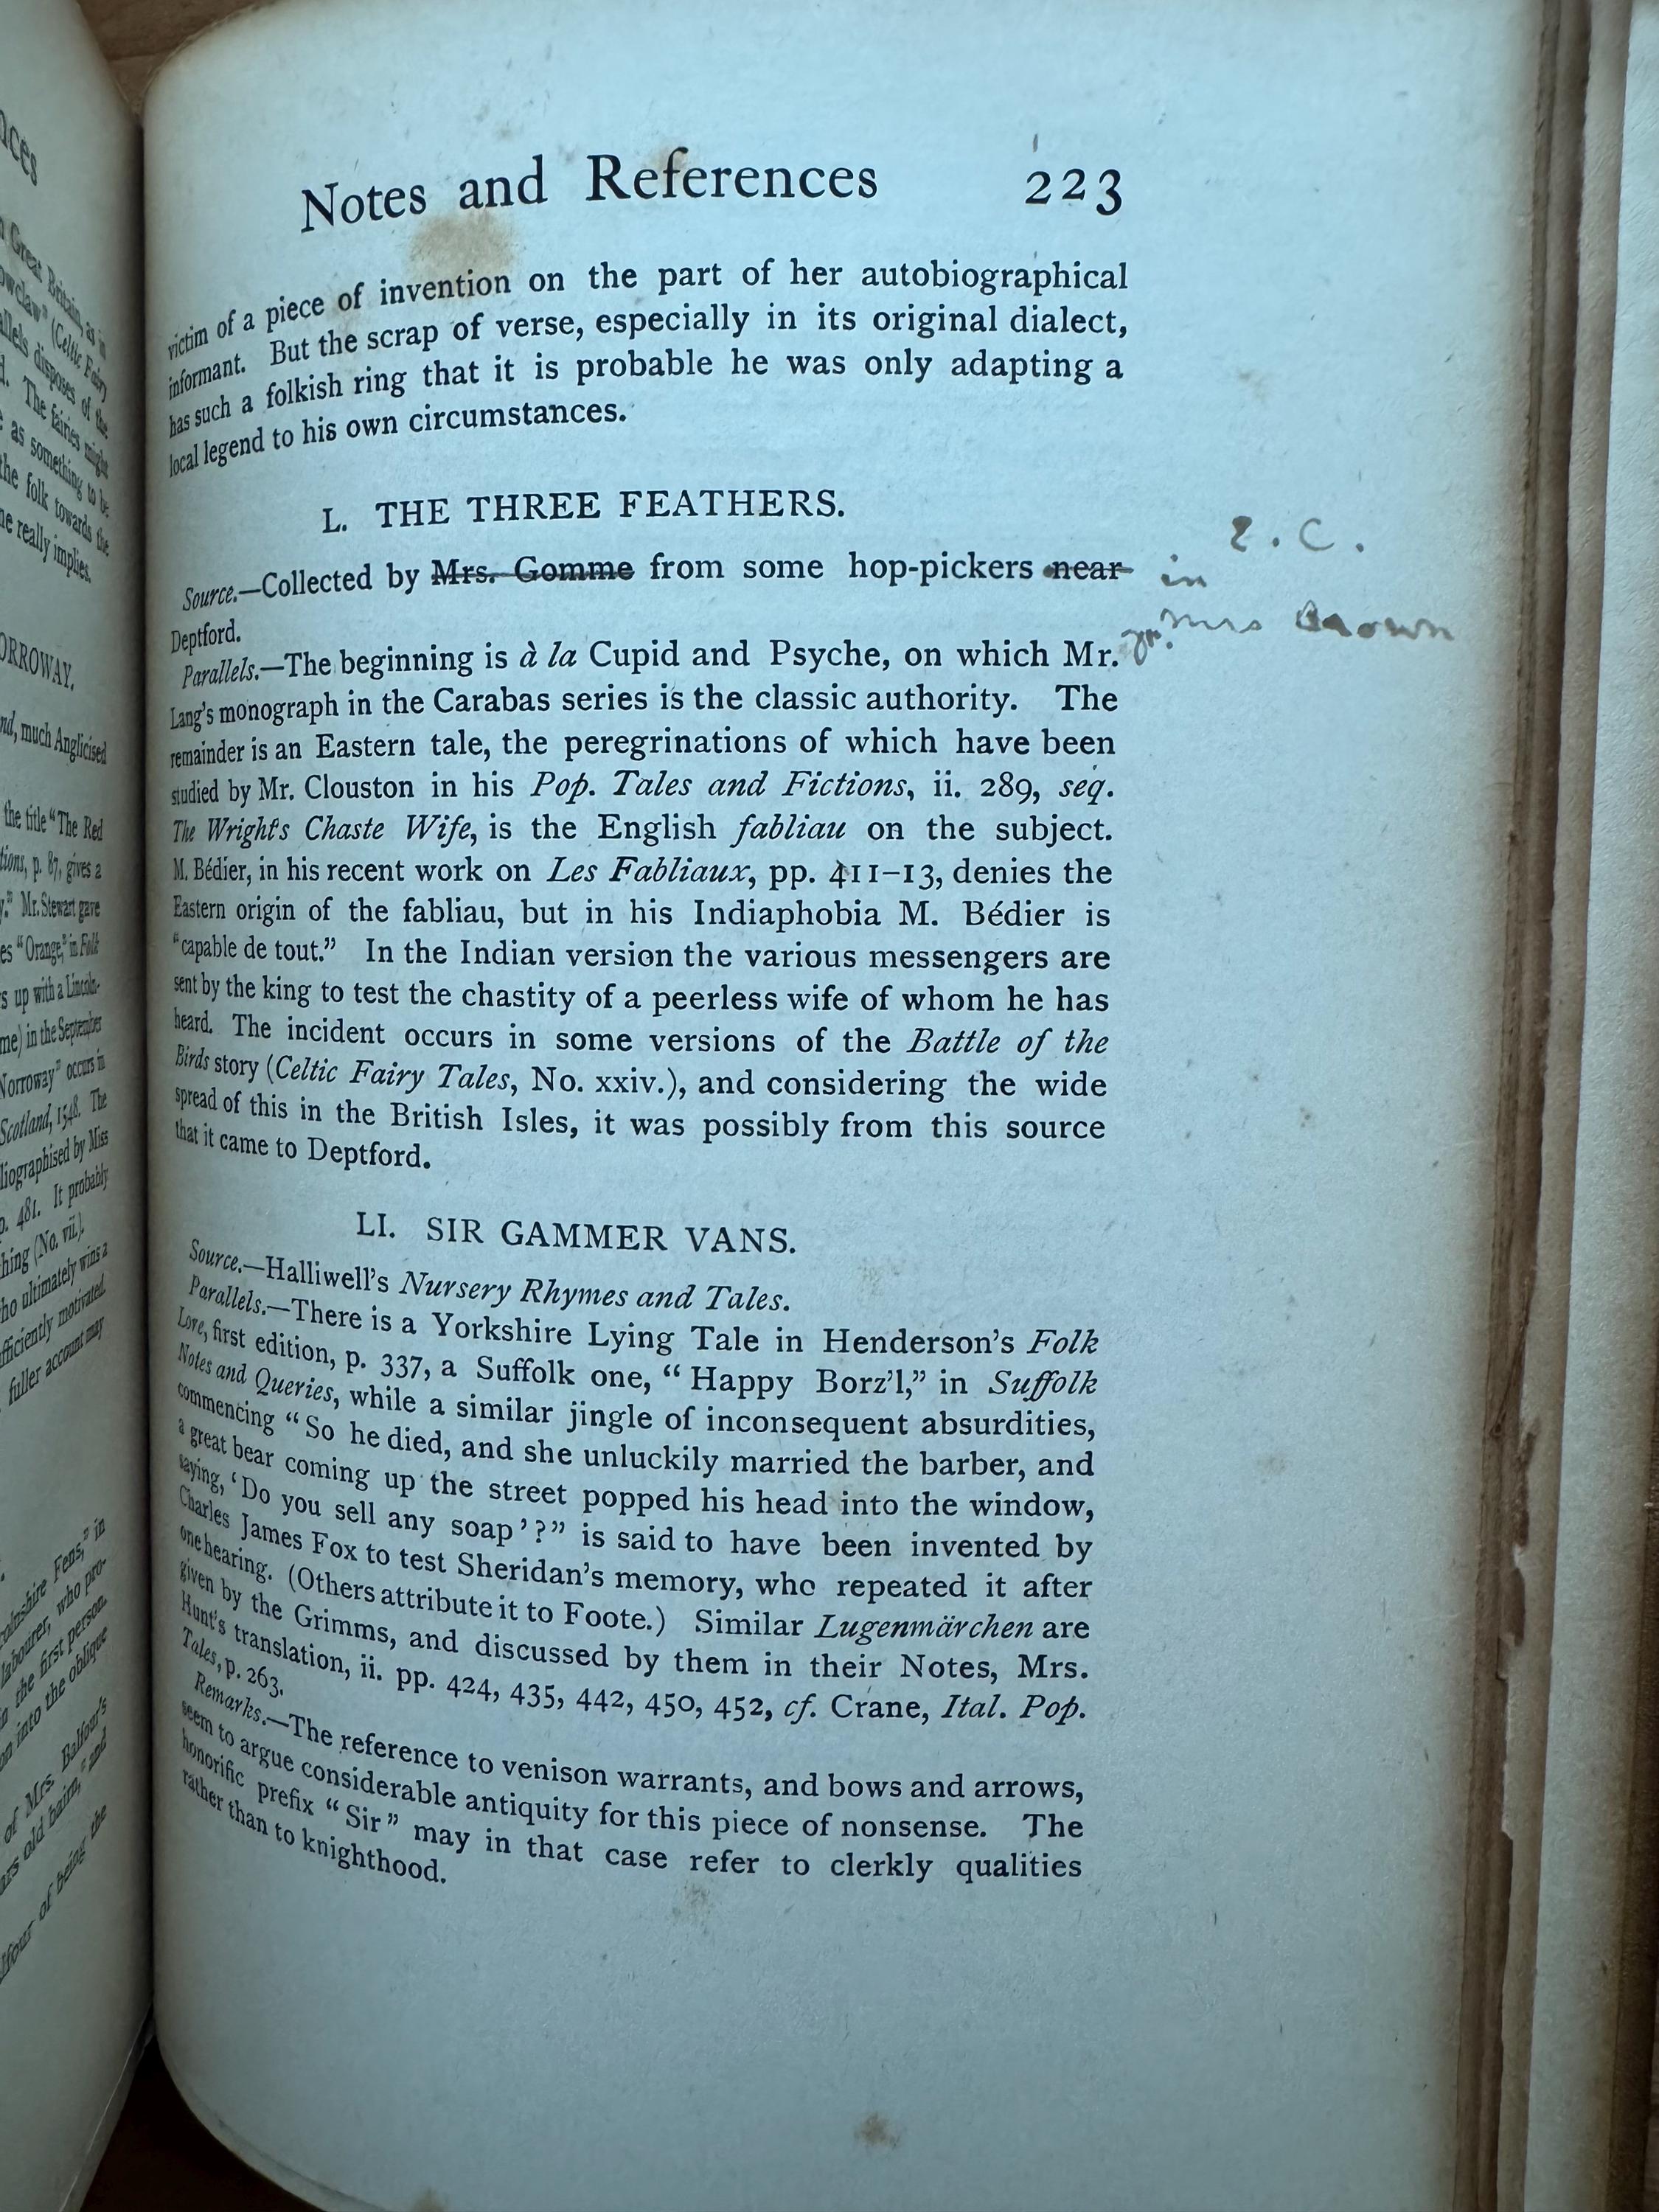 Notes and References 223
victim of a piece of invention on the part of her autobiographical
informant. But the scrap of verse, especially in its original dialect,
has such a folkish ring that it is probable he was only adapting a
local legend to his own circumstances.
L. THE THREE FEATHERS.
Source.—Collected by Mrs. Gomme from some hop-pickers near
in
Deptford.
Mrs Brown
Parallels.—The beginning is à la Cupid and Psyche, on which Mr.
Lang's monograph in the Carabas series is the classic authority. The
remainder is an Eastern tale, the peregrinations of which have been
studied by Mr. Clouston in his Pop. Tales and Fictions, ii. 289, seq.
The Wright's Chaste Wife, is the English fabliau on the subject.
M. Bédier, in his recent work on Les Fabliaux, pp. 411–13, denies the
Eastern origin of the fabliau, but in his Indiaphobia M. Bédier is
"capable de tout." In the Indian version the various messengers are
sent by the king to test the chastity of a peerless wife of whom he has
heard. The incident occurs in some versions of the Battle of the
Birds story (Celtic Fairy Tales, No. xxiv.), and considering the wide
spread of this in the British Isles, it was possibly from this source
that it came to Deptford.
LI. SIR GAMMER VANS.
Source.—Halliwell's Nursery Rhymes and Tales.
Parallels.—There is a Yorkshire Lying Tale in Henderson's Folk
Lore, first edition, p. 337, a Suffolk one, "Happy Borz'l," in Suffolk
Notes and Queries, while a similar jingle of inconsequent absurdities,
commencing "So he died, and she unluckily married the barber, and
a great bear coming up the street popped his head into the window,
saying, 'Do you sell any soap'?" is said to have been invented by
Charles James Fox to test Sheridan's memory, who repeated it after
one hearing. (Others attribute it to Foote.) Similar Lugenmärchen are
given by the Grimms, and discussed by them in their Notes, Mrs.
Hunt's translation, ii. pp. 424, 435, 442, 450, 452, cf. Crane, Ital. Pop.
Tales, p. 263.
Remarks.—The reference to venison warrants, and bows and arrows,
seem to argue considerable antiquity for this piece of nonsense. The
honorific prefix "Sir" may in that case refer to clerkly qualities
rather than to knighthood.